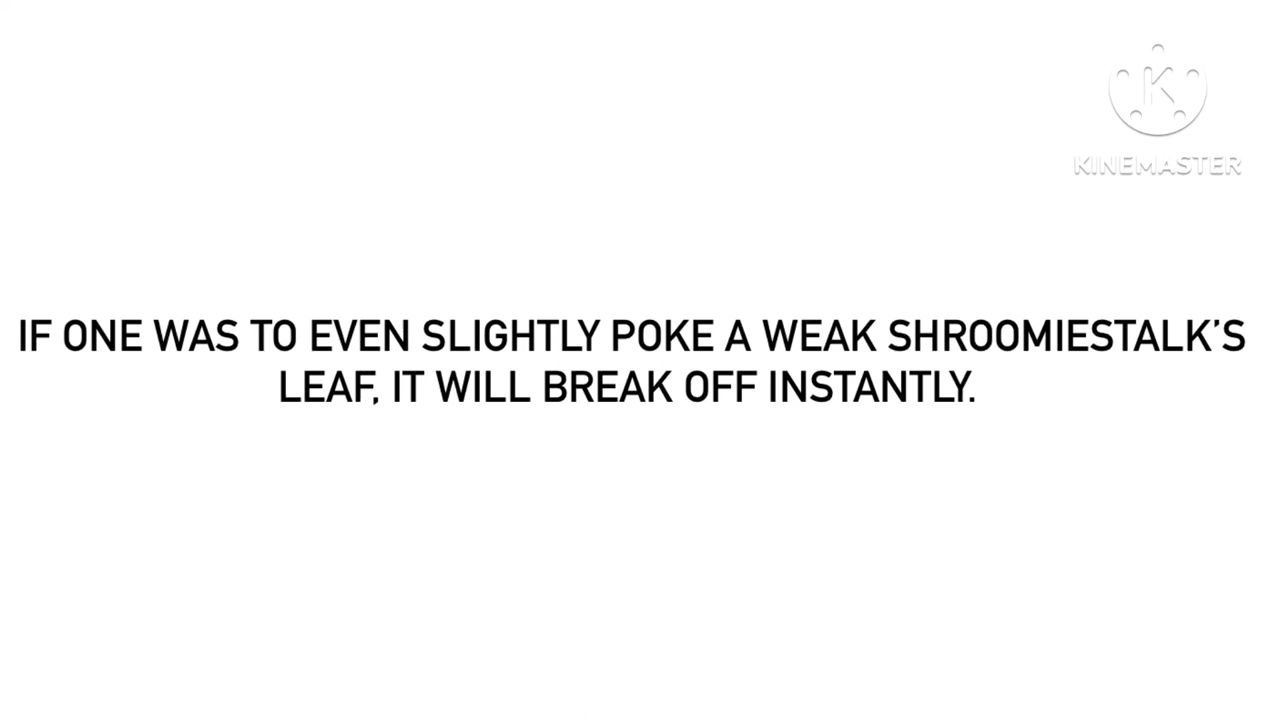 KINEMASTER
IF ONE WAS TO EVEN SLIGHTLY POKE A WEAK SHROOMIESTALK’S
LEAF, IT WILL BREAK OFF INSTANTLY.